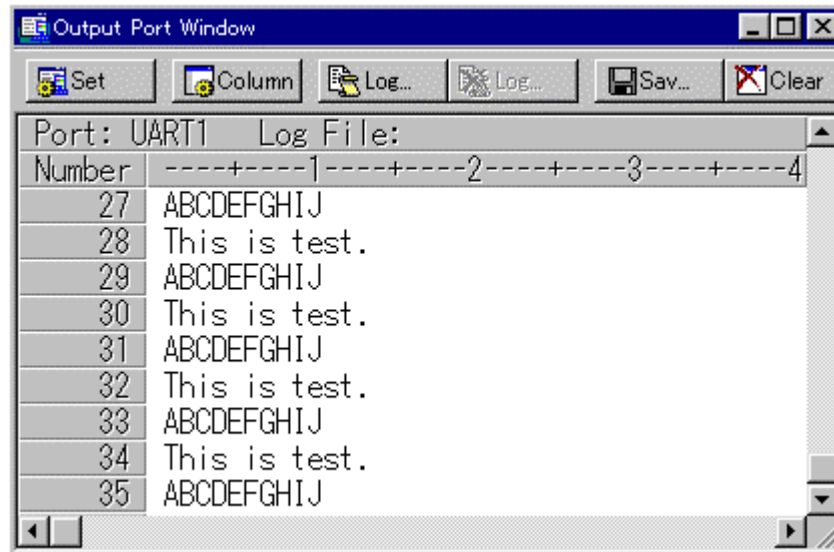 Output Port Window
Set Column Log... Log... Sav... Clear
Port: UART1 Log File:
Number ----+----1----+----2----+----3----+----4
27 ABCDEFGHIJ
28 This is test.
29 ABCDEFGHIJ
30 This is test.
31 ABCDEFGHIJ
32 This is test.
33 ABCDEFGHIJ
34 This is test.
35 ABCDEFGHIJ